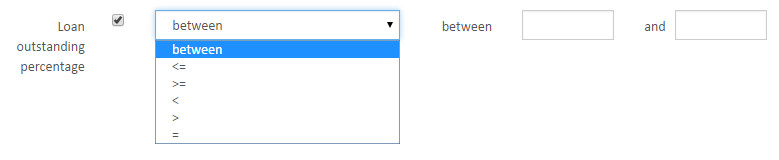 Loan outstanding percentage
between
between
<=
>=
<
>
=
between
and